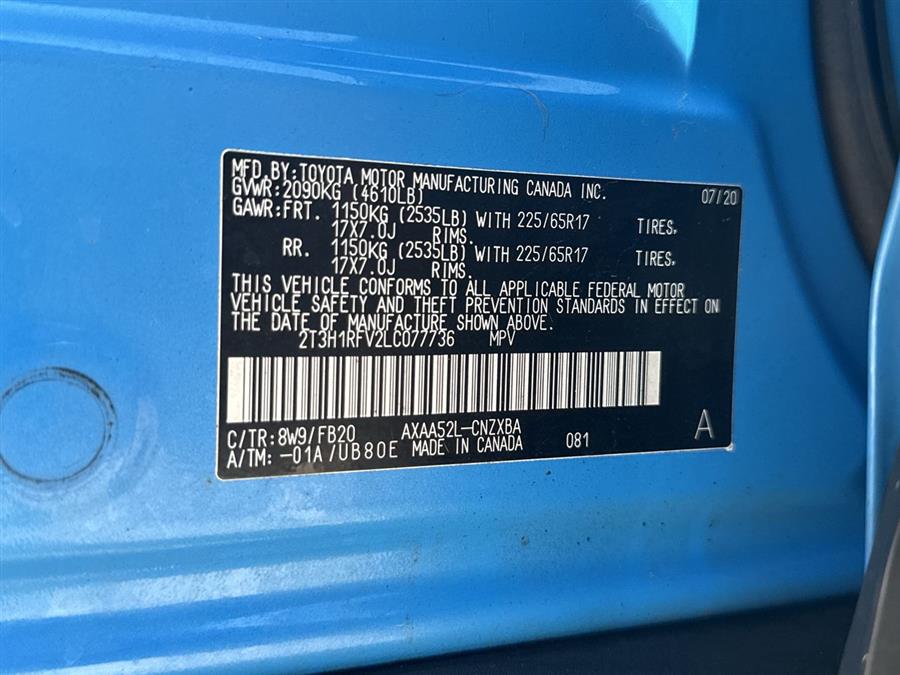 MFD.BY:TOYOTA MOTOR MANUFACTURING CANADA INC. 07/20
GVWR:2090KG (4610LB)
GAWR:FRT. 1150KG (2535LB) WITH 225/65R17 TIRES,
17X7.0J RIMS.
RR. 1150KG (2535LB) WITH 225/65R17 TIRES,
17X7.0J RIMS.
THIS VEHICLE CONFORMS TO ALL APPLICABLE FEDERAL MOTOR
VEHICLE SAFETY AND THEFT PREVENTION STANDARDS IN EFFECT ON
THE DATE OF MANUFACTURE SHOWN ABOVE.
2T3H1RFV2LC077736 MPV
C/TR:8W9/FB20 AXAA52L-CNZXBA
A/TM:-01A/UB80E MADE IN CANADA 081 A